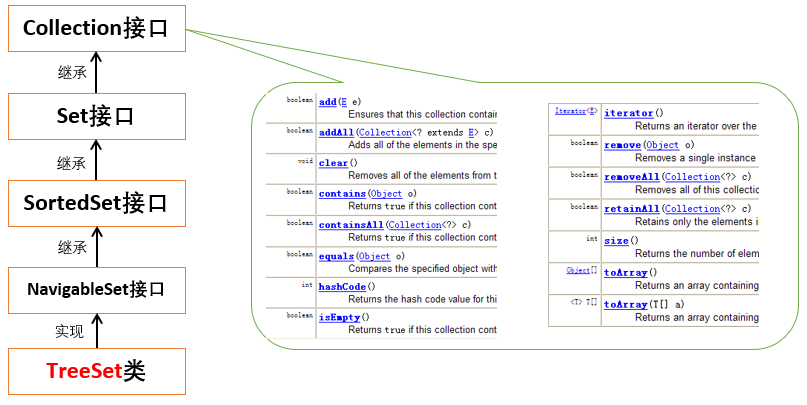 Collection接口
继承
Set接口
继承
SortedSet接口
继承
NavigableSet接口
实现
TreeSet类
boolean add(E e)
Ensures that this collection contain
boolean addAll(Collection<? extends E> c)
Adds all of the elements in the spe
void clear()
Removes all of the elements from t
boolean contains(Object o)
Returns true if this collection cont
boolean containsAll(Collection<?> c)
Returns true if this collection cont
boolean equals(Object o)
Compares the specified object with
int hashCode()
Returns the hash code value for thi
boolean isEmpty()
Returns true if this collection cont
Iterator<E> iterator()
Returns an iterator over the
boolean remove(Object o)
Removes a single instance
boolean removeAll(Collection<?> c)
Removes all of this collectio
boolean retainAll(Collection<?> c)
Retains only the elements i
int size()
Returns the number of elem
Object[] toArray()
Returns an array containing
<T> T[] toArray(T[] a)
Returns an array containing